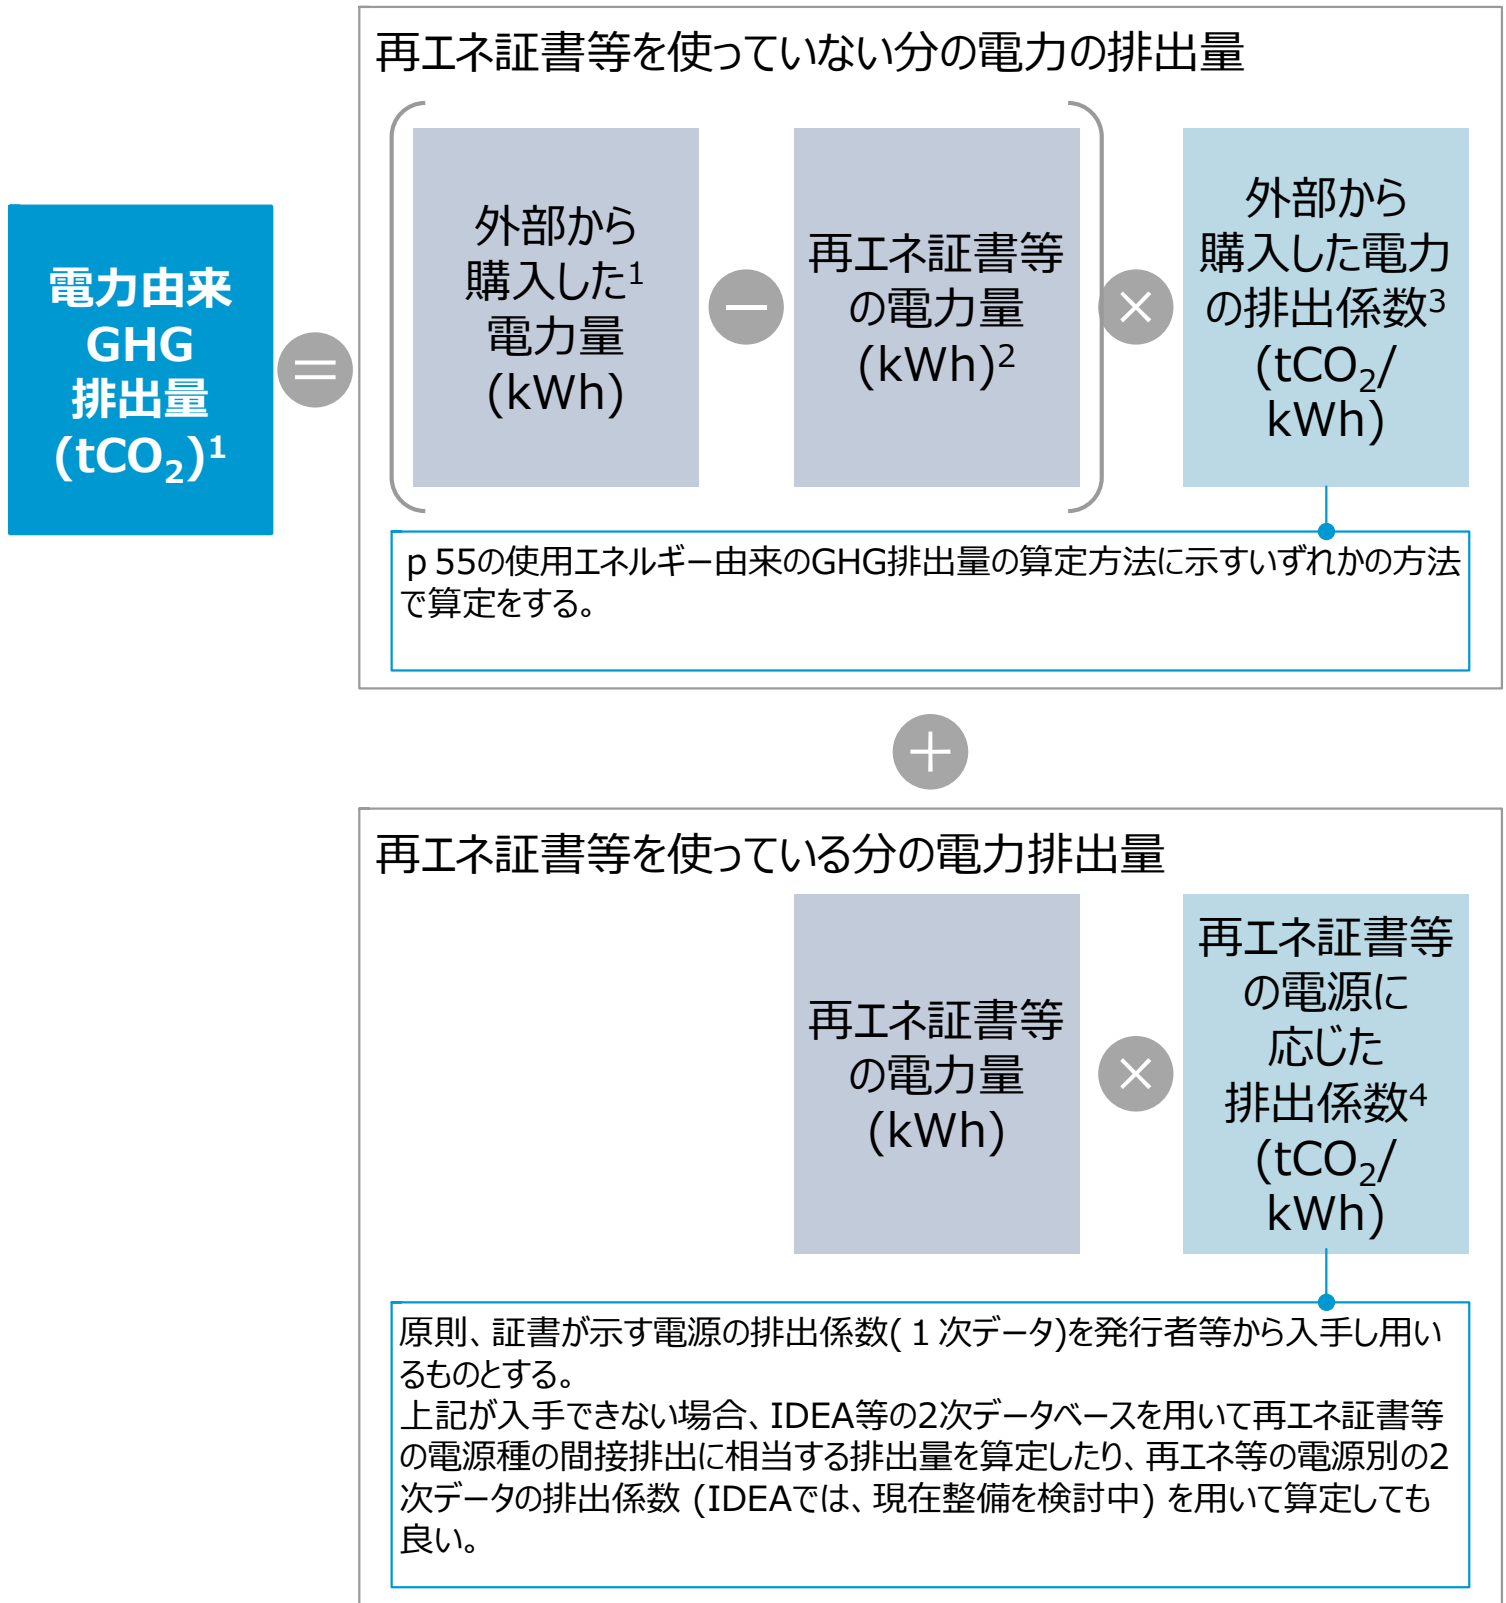 再エネ証書等を使っていない分の電力の排出量
電力由来
GHG
排出量
(tCO₂)¹
=
外部から
購入した¹
電力量
(kWh)
−
再エネ証書等
の電力量
(kWh)²
×
外部から
購入した電力
の排出係数³
(tCO₂/
kWh)
p 55の使用エネルギー由来のGHG排出量の算定方法に示すいずれかの方法
で算定をする。
+
再エネ証書等を使っている分の電力排出量
再エネ証書等
の電力量
(kWh)
×
再エネ証書等
の電源に
応じた
排出係数⁴
(tCO₂/
kWh)
原則、証書が示す電源の排出係数(１次データ)を発行者等から入手し用い
るものとする。
上記が入手できない場合、IDEA等の2次データベースを用いて再エネ証書等
の電源種の間接排出に相当する排出量を算定したり、再エネ等の電源別の2
次データの排出係数 (IDEAでは、現在整備を検討中) を用いて算定しても
良い。